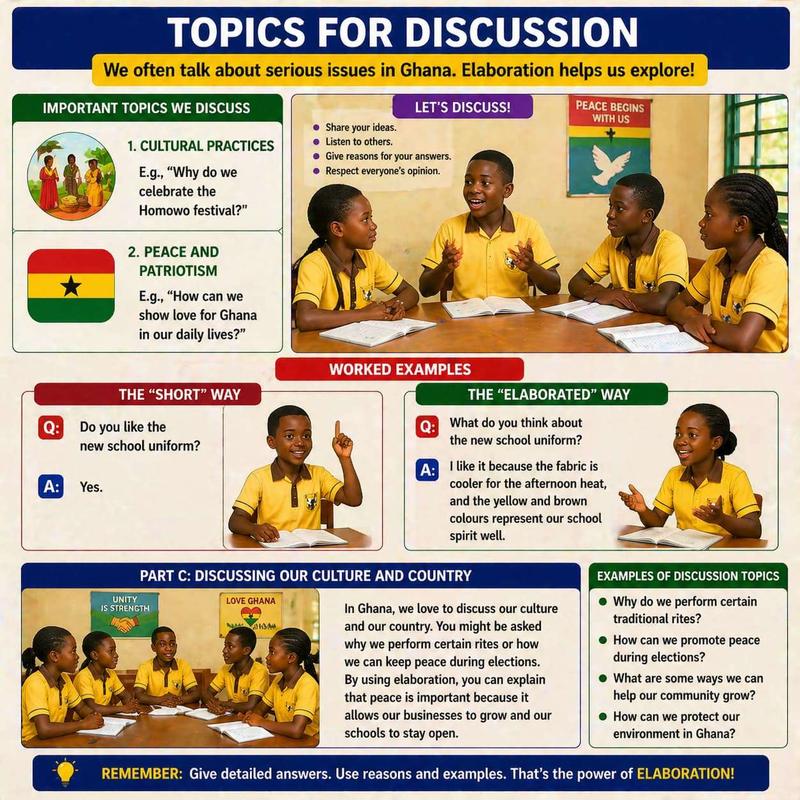 TOPICS FOR DISCUSSION
We often talk about serious issues in Ghana. Elaboration helps us explore!
IMPORTANT TOPICS WE DISCUSS
1. CULTURAL PRACTICES
E.g., “Why do we
celebrate the
Homowo festival?”
2. PEACE AND
PATRIOTISM
E.g., “How can we
show love for Ghana
in our daily lives?”
LET’S DISCUSS!
• Share your ideas.
• Listen to others.
• Give reasons for your answers.
• Respect everyone’s opinion.
PEACE BEGINS
WITH US
WORKED EXAMPLES
THE “SHORT” WAY
Q: Do you like the
new school uniform?
A: Yes.
THE “ELABORATED” WAY
Q: What do you think about
the new school uniform?
A: I like it because the fabric is
cooler for the afternoon heat,
and the yellow and brown
colours represent our school
spirit well.
PART C: DISCUSSING OUR CULTURE AND COUNTRY
UNITY
IS STRENGTH
LOVE GHANA
In Ghana, we love to discuss our culture
and our country. You might be asked
why we perform certain rites or how
we can keep peace during elections.
By using elaboration, you can explain
that peace is important because it
allows our businesses to grow and our
schools to stay open.
EXAMPLES OF DISCUSSION TOPICS
• Why do we perform certain
traditional rites?
• How can we promote peace
during elections?
• What are some ways we can
help our community grow?
• How can we protect our
environment in Ghana?
REMEMBER: Give detailed answers. Use reasons and examples. That’s the power of ELABORATION!